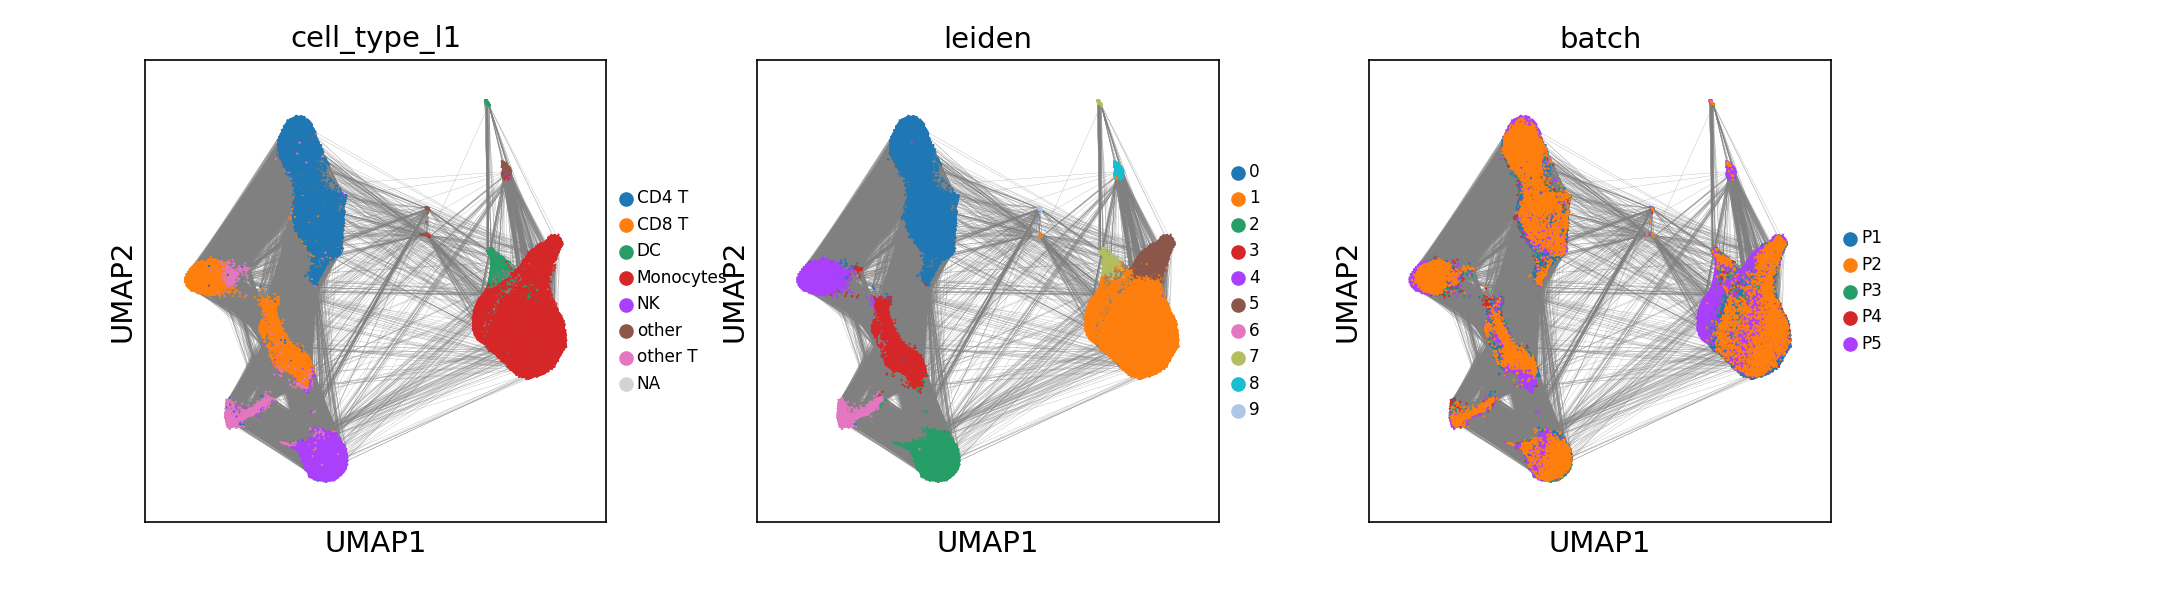 cell_type_l1
UMAP2
UMAP1
CD4 T
CD8 T
DC
Monocytes
NK
other
other T
NA
leiden
UMAP2
UMAP1
0
1
2
3
4
5
6
7
8
9
batch
UMAP2
UMAP1
P1
P2
P3
P4
P5